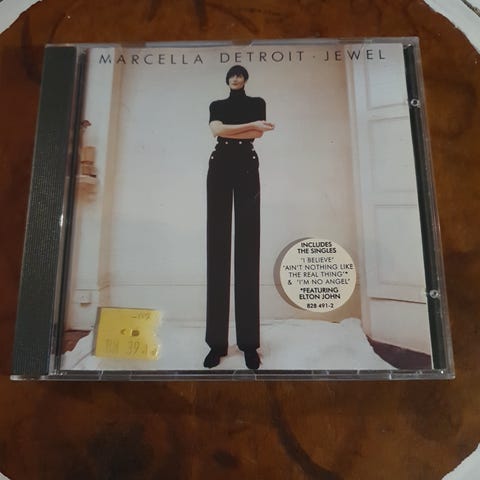 MARCELLA DETROIT · JEWEL
INCLUDES
THE SINGLES
'I BELIEVE'
'AIN'T NOTHING LIKE
THE REAL THING'*
& 'I'M NO ANGEL'
*FEATURING
ELTON JOHN
828 491-2